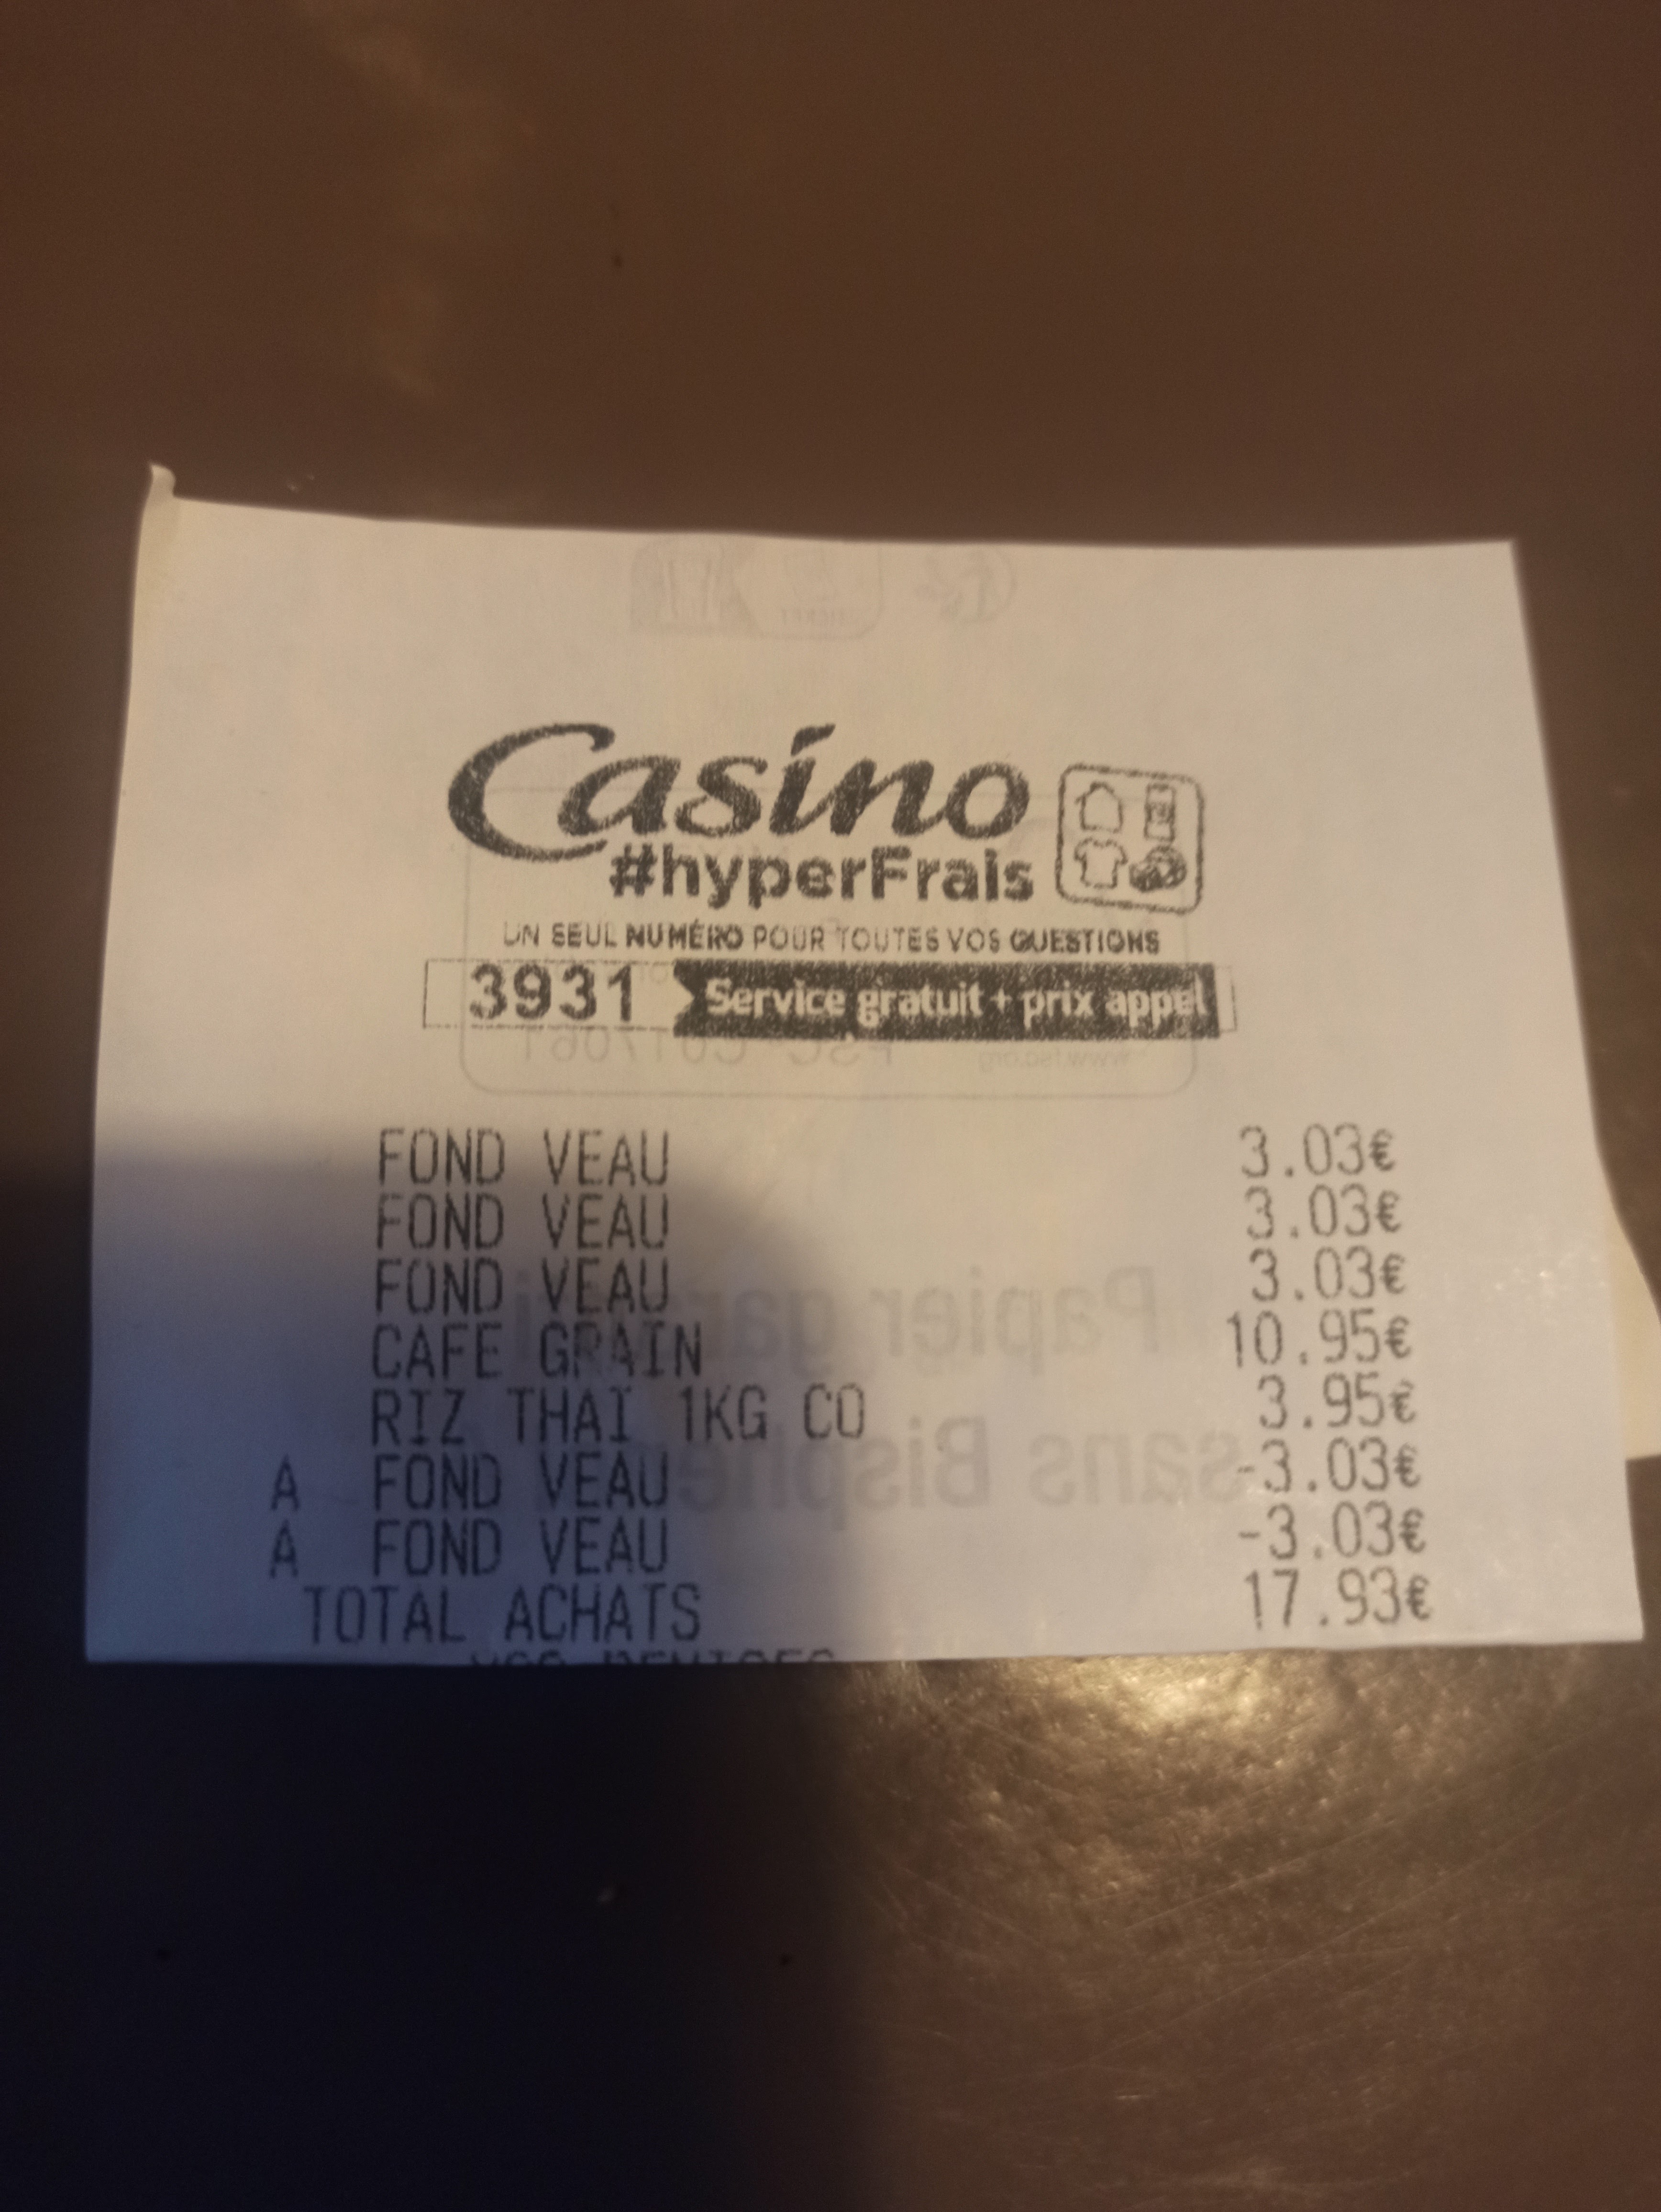 Casino
#hyperFrais
UN SEUL NUMÉRO POUR TOUTES VOS QUESTIONS
3931 Service gratuit + prix appel
FOND VEAU 3.03€
FOND VEAU 3.03€
FOND VEAU 3.03€
CAFE GRAIN 10.95€
RIZ THAI 1KG CO 3.95€
A FOND VEAU -3.03€
A FOND VEAU -3.03€
TOTAL ACHATS 17.93€